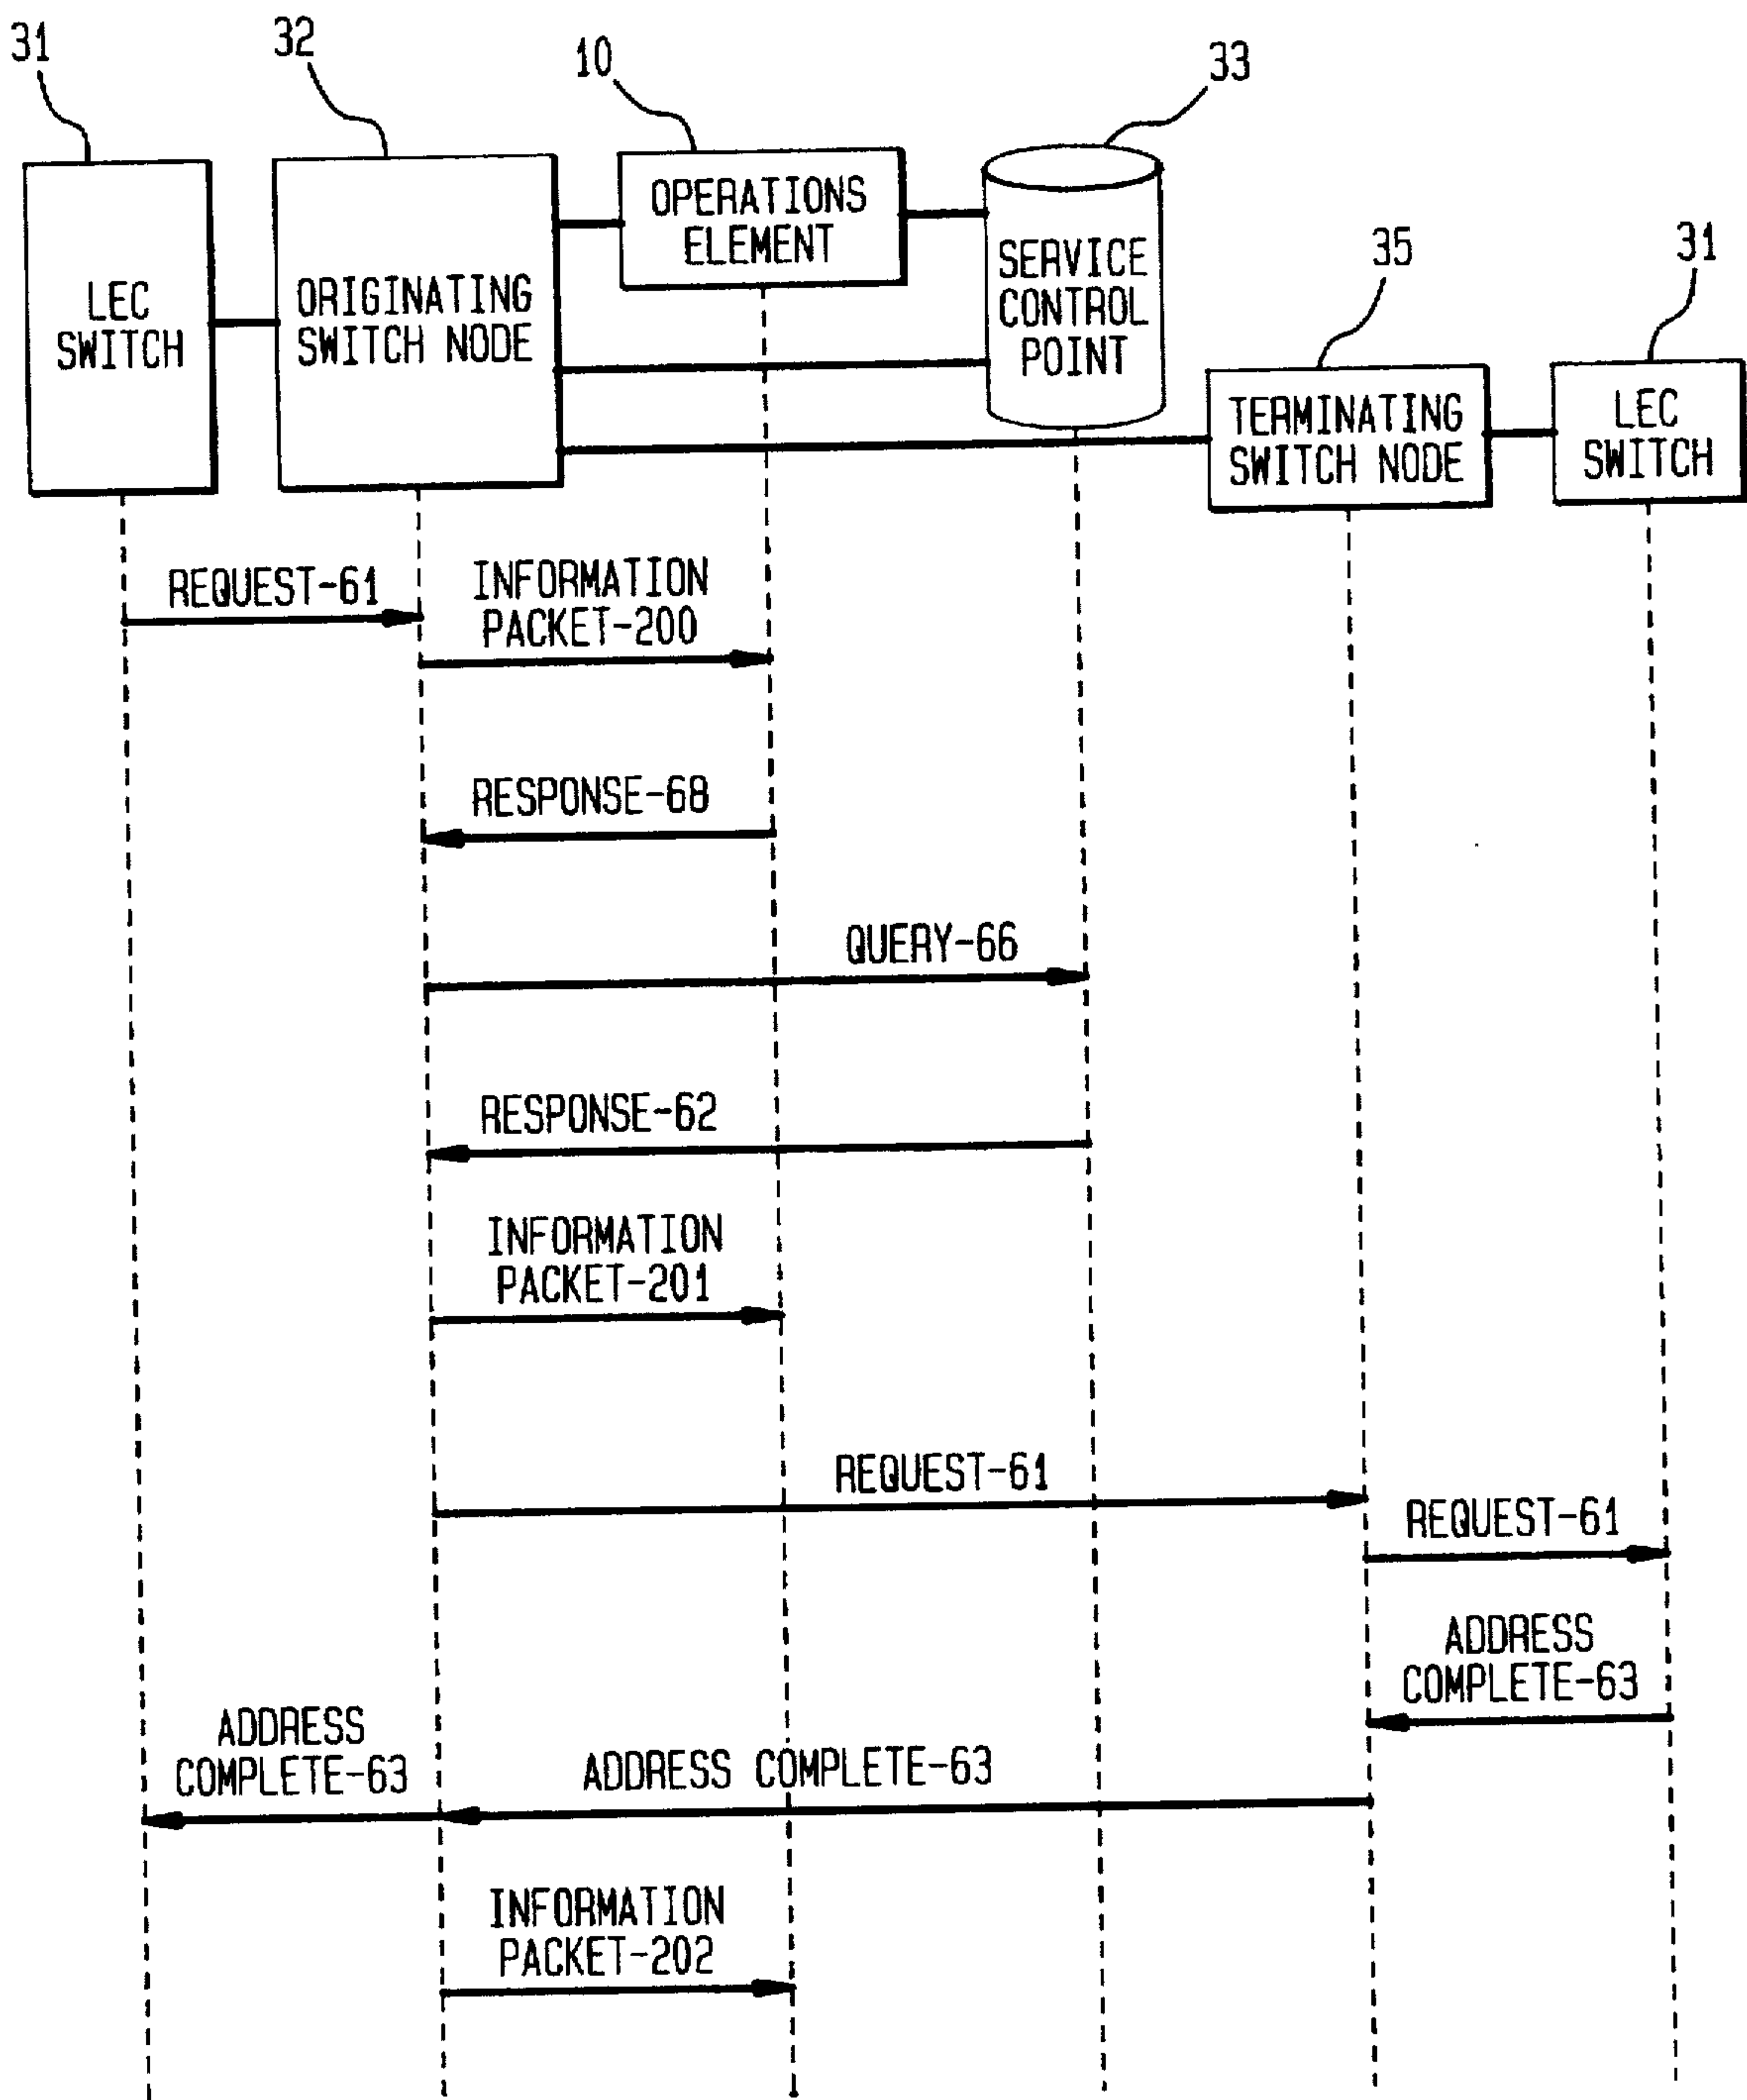 31
32
10
33
OPERATIONS
ELEMENT
LEC
SWITCH
ORIGINATING
SWITCH NODE
SERVICE
CONTROL
POINT
35
31
TERMINATING
SWITCH NODE
LEC
SWITCH
REQUEST-61
INFORMATION
PACKET-200
RESPONSE-68
QUERY-66
RESPONSE-62
INFORMATION
PACKET-201
REQUEST-61
REQUEST-61
ADDRESS
COMPLETE-63
ADDRESS
COMPLETE-63
ADDRESS COMPLETE-63
INFORMATION
PACKET-202